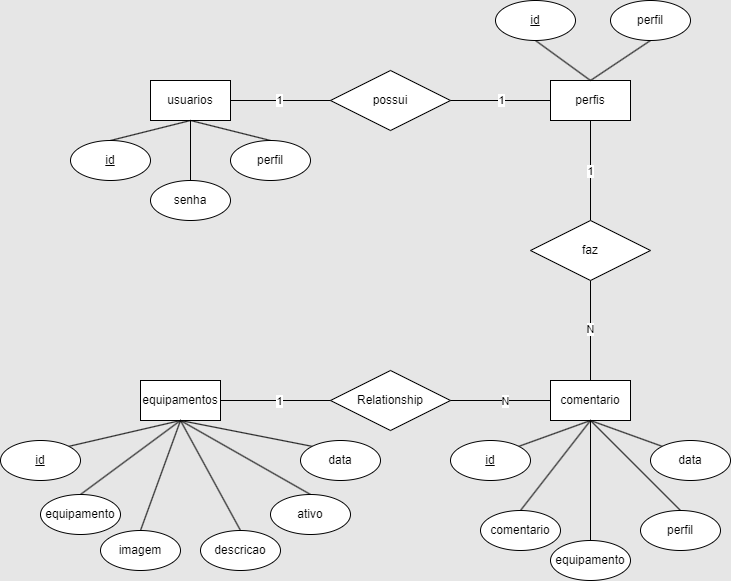 id
perfil
usuarios
1
possui
1
perfis
id
perfil
senha
1
faz
N
equipamentos
1
Relationship
N
comentario
id
data
id
data
equipamento
ativo
comentario
perfil
imagem
descricao
equipamento